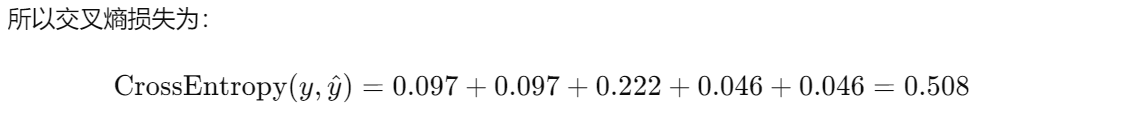 所以交叉熵损失为：
CrossEntropy(y, ŷ) = 0.097 + 0.097 + 0.222 + 0.046 + 0.046 = 0.508